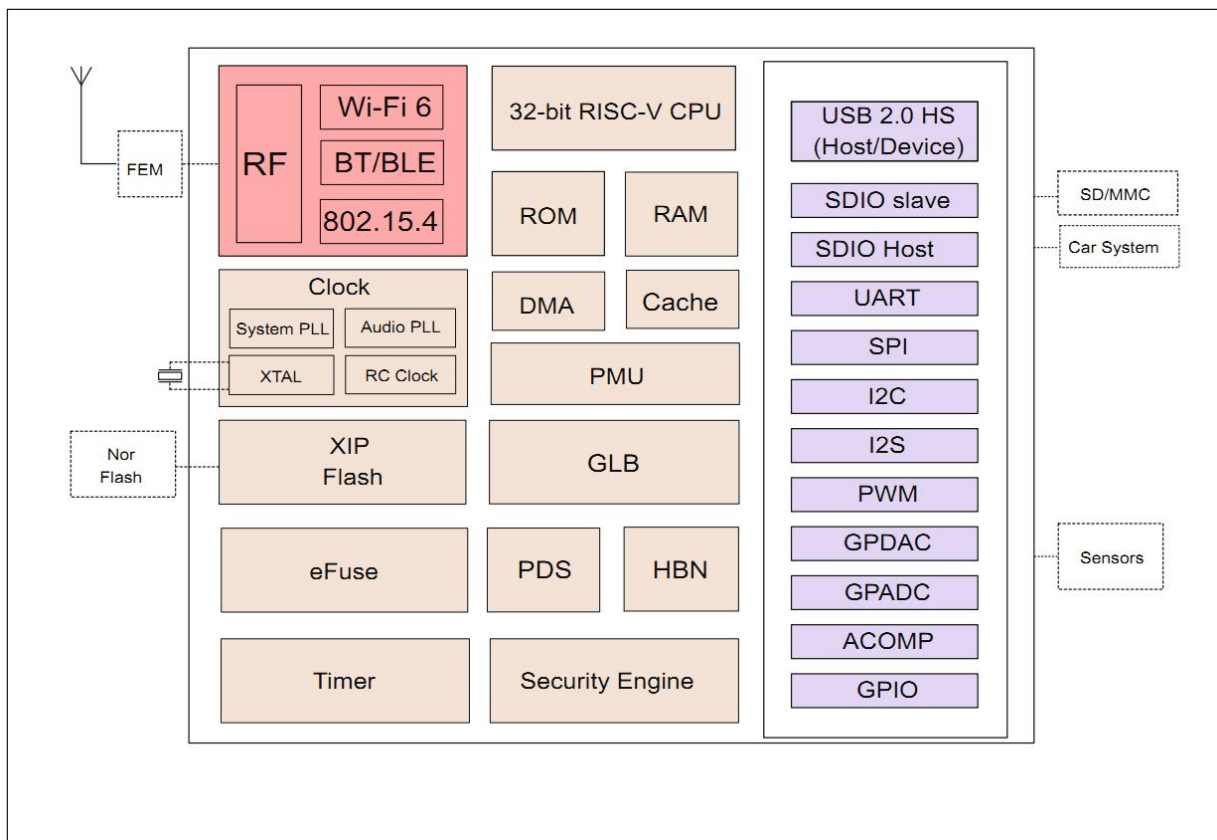 FEM
RF
Wi-Fi 6
BT/BLE
802.15.4
Clock
System PLL
Audio PLL
XTAL
RC Clock
Nor
Flash
XIP
Flash
eFuse
Timer
32-bit RISC-V CPU
ROM
RAM
DMA
Cache
PMU
GLB
PDS
HBN
Security Engine
USB 2.0 HS
(Host/Device)
SDIO slave
SDIO Host
UART
SPI
I2C
I2S
PWM
GPDAC
GPADC
ACOMP
GPIO
SD/MMC
Car System
Sensors